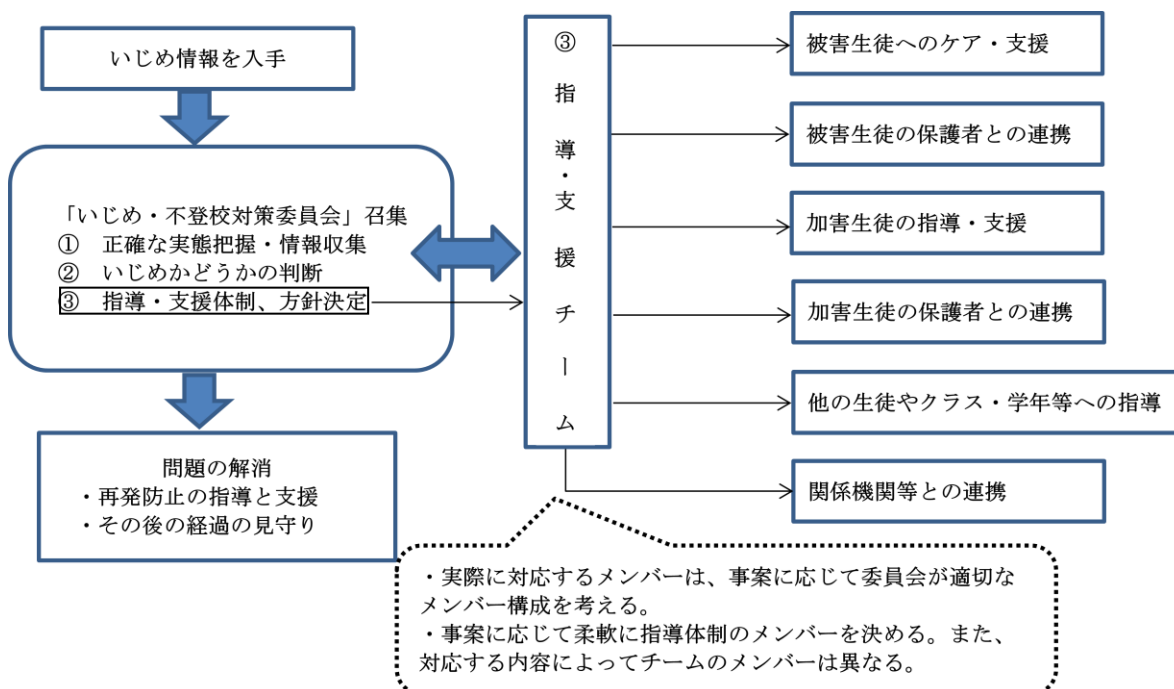 いじめ情報を入手
「いじめ・不登校対策委員会」召集
① 正確な実態把握・情報収集
② いじめかどうかの判断
③ 指導・支援体制、方針決定
問題の解消
・再発防止の指導と支援
・その後の経過の見守り
③指導・支援チーム
被害生徒へのケア・支援
被害生徒の保護者との連携
加害生徒の指導・支援
加害生徒の保護者との連携
他の生徒やクラス・学年等への指導
関係機関等との連携
・実際に対応するメンバーは、事案に応じて委員会が適切な
メンバー構成を考える。
・事案に応じて柔軟に指導体制のメンバーを決める。また、
対応する内容によってチームのメンバーは異なる。